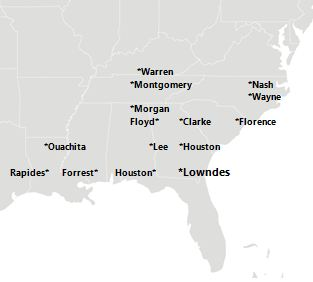 *Warren
*Montgomery
*Nash
*Wayne
*Morgan
Floyd*
*Clarke
*Florence
*Ouachita
*Lee
*Houston
Rapides*
Forrest*
Houston*
*Lowndes